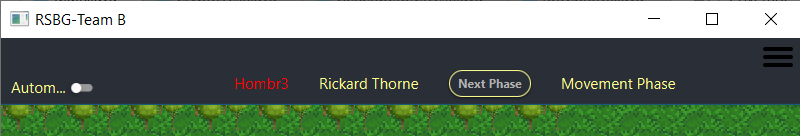 RSBG-Team B
Autom... Hombr3 Rickard Thorne Next Phase Movement Phase